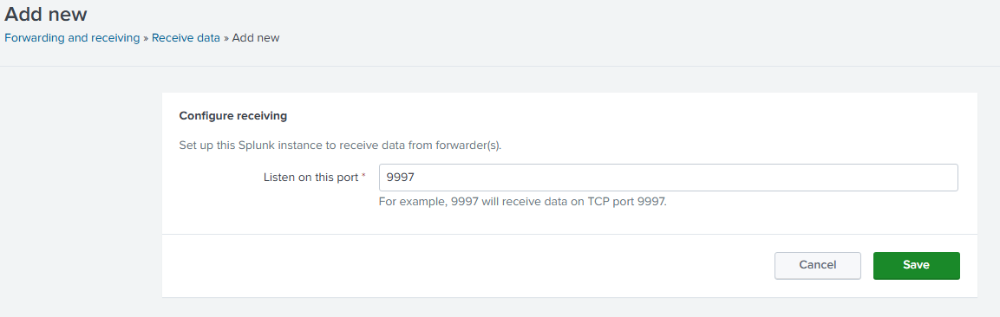 Add new
Forwarding and receiving » Receive data » Add new
Configure receiving
Set up this Splunk instance to receive data from forwarder(s).
Listen on this port * 9997
For example, 9997 will receive data on TCP port 9997.
Cancel Save